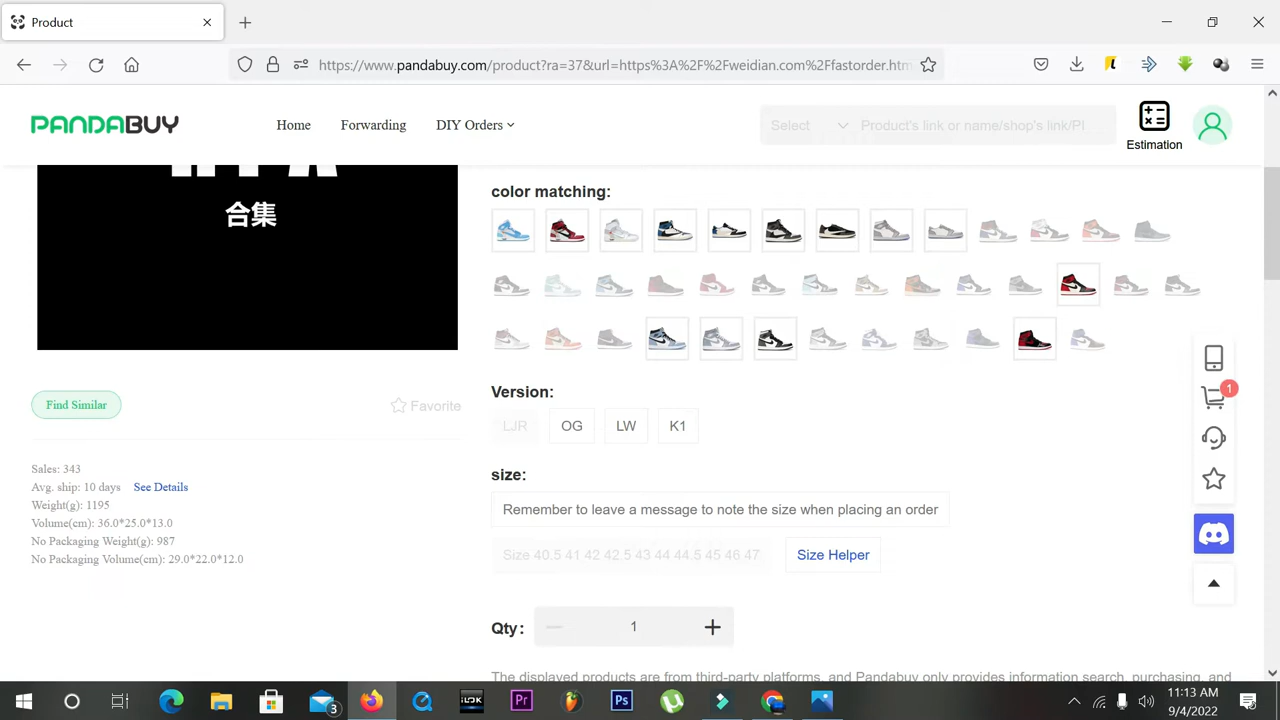 Product
https://www.pandabuy.com/product?ra=37&url=https%3A%2F%2Fweidian.com%2Ffastorder.htm
PANDABUY
Home
Forwarding
DIY Orders
Select
Product's link or name/shop's link/PI
Estimation
合集
color matching:
Find Similar
Favorite
Version:
LJR
OG
LW
K1
Sales: 343
Avg. ship: 10 days See Details
Weight(g): 1195
Volume(cm): 36.0*25.0*13.0
No Packaging Weight(g): 987
No Packaging Volume(cm): 29.0*22.0*12.0
size:
Remember to leave a message to note the size when placing an order
Size 40.5 41 42 42.5 43 44 44.5 45 46 47
Size Helper
Qty:
1
The displayed products are from third-party platforms, and Pandabuy only provides information search, purchasing, and
1
3
iLOK
Pr
Ps
11:13 AM
9/4/2022